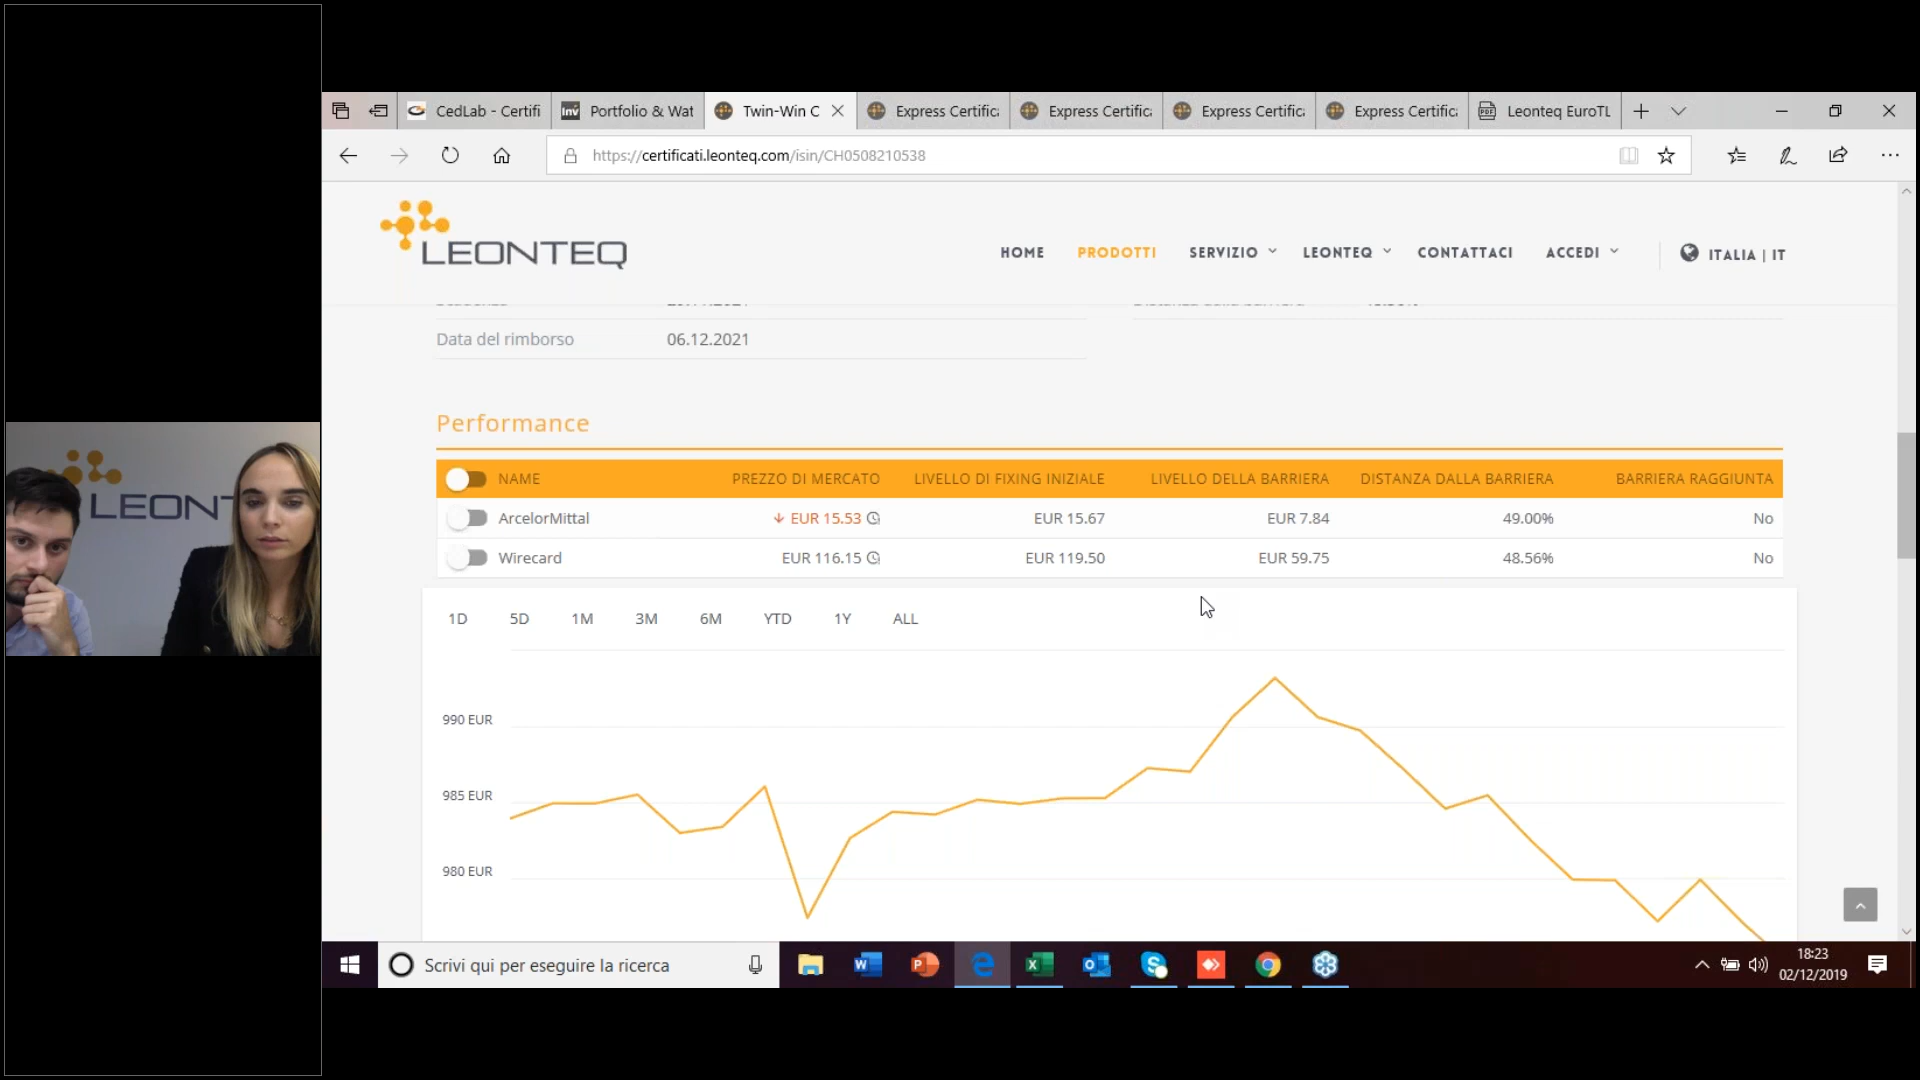 CedLab - Certifi
Portfolio & Wat
Twin-Win C
Express Certific
Express Certific
Express Certific
Express Certific
Leonteq EuroTL
https://certificati.leonteq.com/isin/CH0508210538
LEONTEQ
HOME
PRODOTTI
SERVIZIO
LEONTEQ
CONTATTACI
ACCEDI
ITALIA | IT
Data del rimborso 06.12.2021
Performance
NAME PREZZO DI MERCATO LIVELLO DI FIXING INIZIALE LIVELLO DELLA BARRIERA DISTANZA DALLA BARRIERA BARRIERA RAGGIUNTA
ArcelorMittal EUR 15.53 EUR 15.67 EUR 7.84 49.00% No
Wirecard EUR 116.15 EUR 119.50 EUR 59.75 48.56% No
1D 5D 1M 3M 6M YTD 1Y ALL
990 EUR
985 EUR
980 EUR
LEONT
Scrivi qui per eseguire la ricerca
18:23
02/12/2019